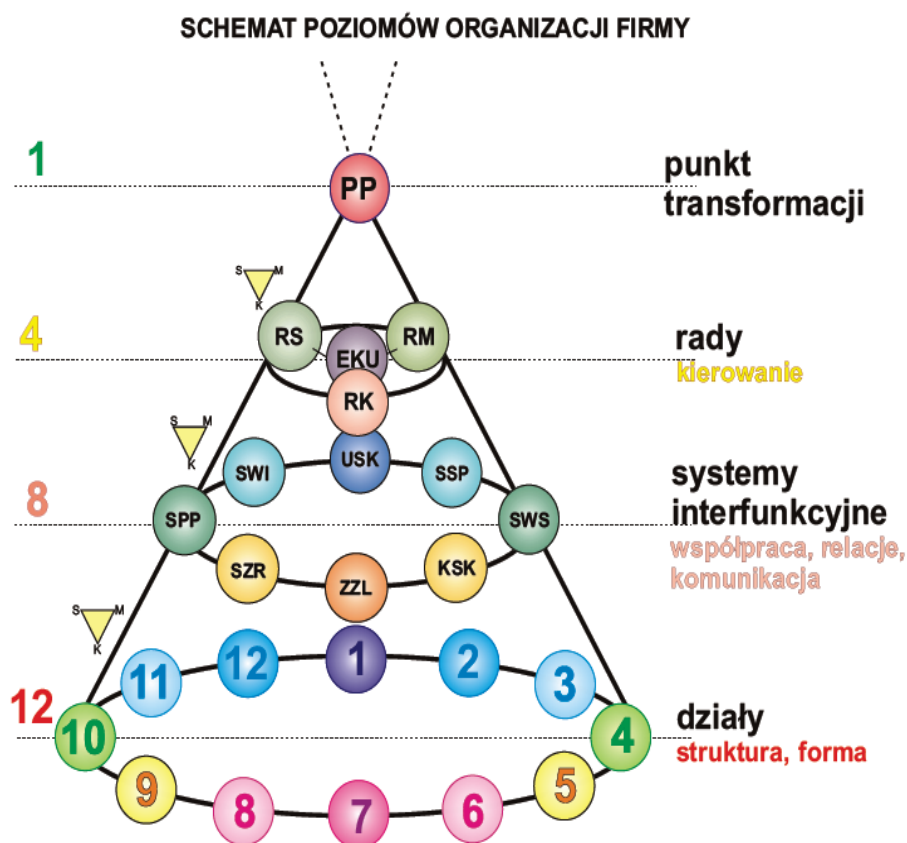 SCHEMAT POZIOMÓW ORGANIZACJI FIRMY
1
PP
punkt
transformacji
S M
K
4
RS
RM
EKU
RK
rady
kierowanie
S M
K
8
SWI
USK
SSP
SPP
SWS
SZR
ZZL
KSK
systemy
interfunkcyjne
współpraca, relacje,
komunikacja
S M
K
12
11
12
1
2
3
10
4
9
8
7
6
5
działy
struktura, forma